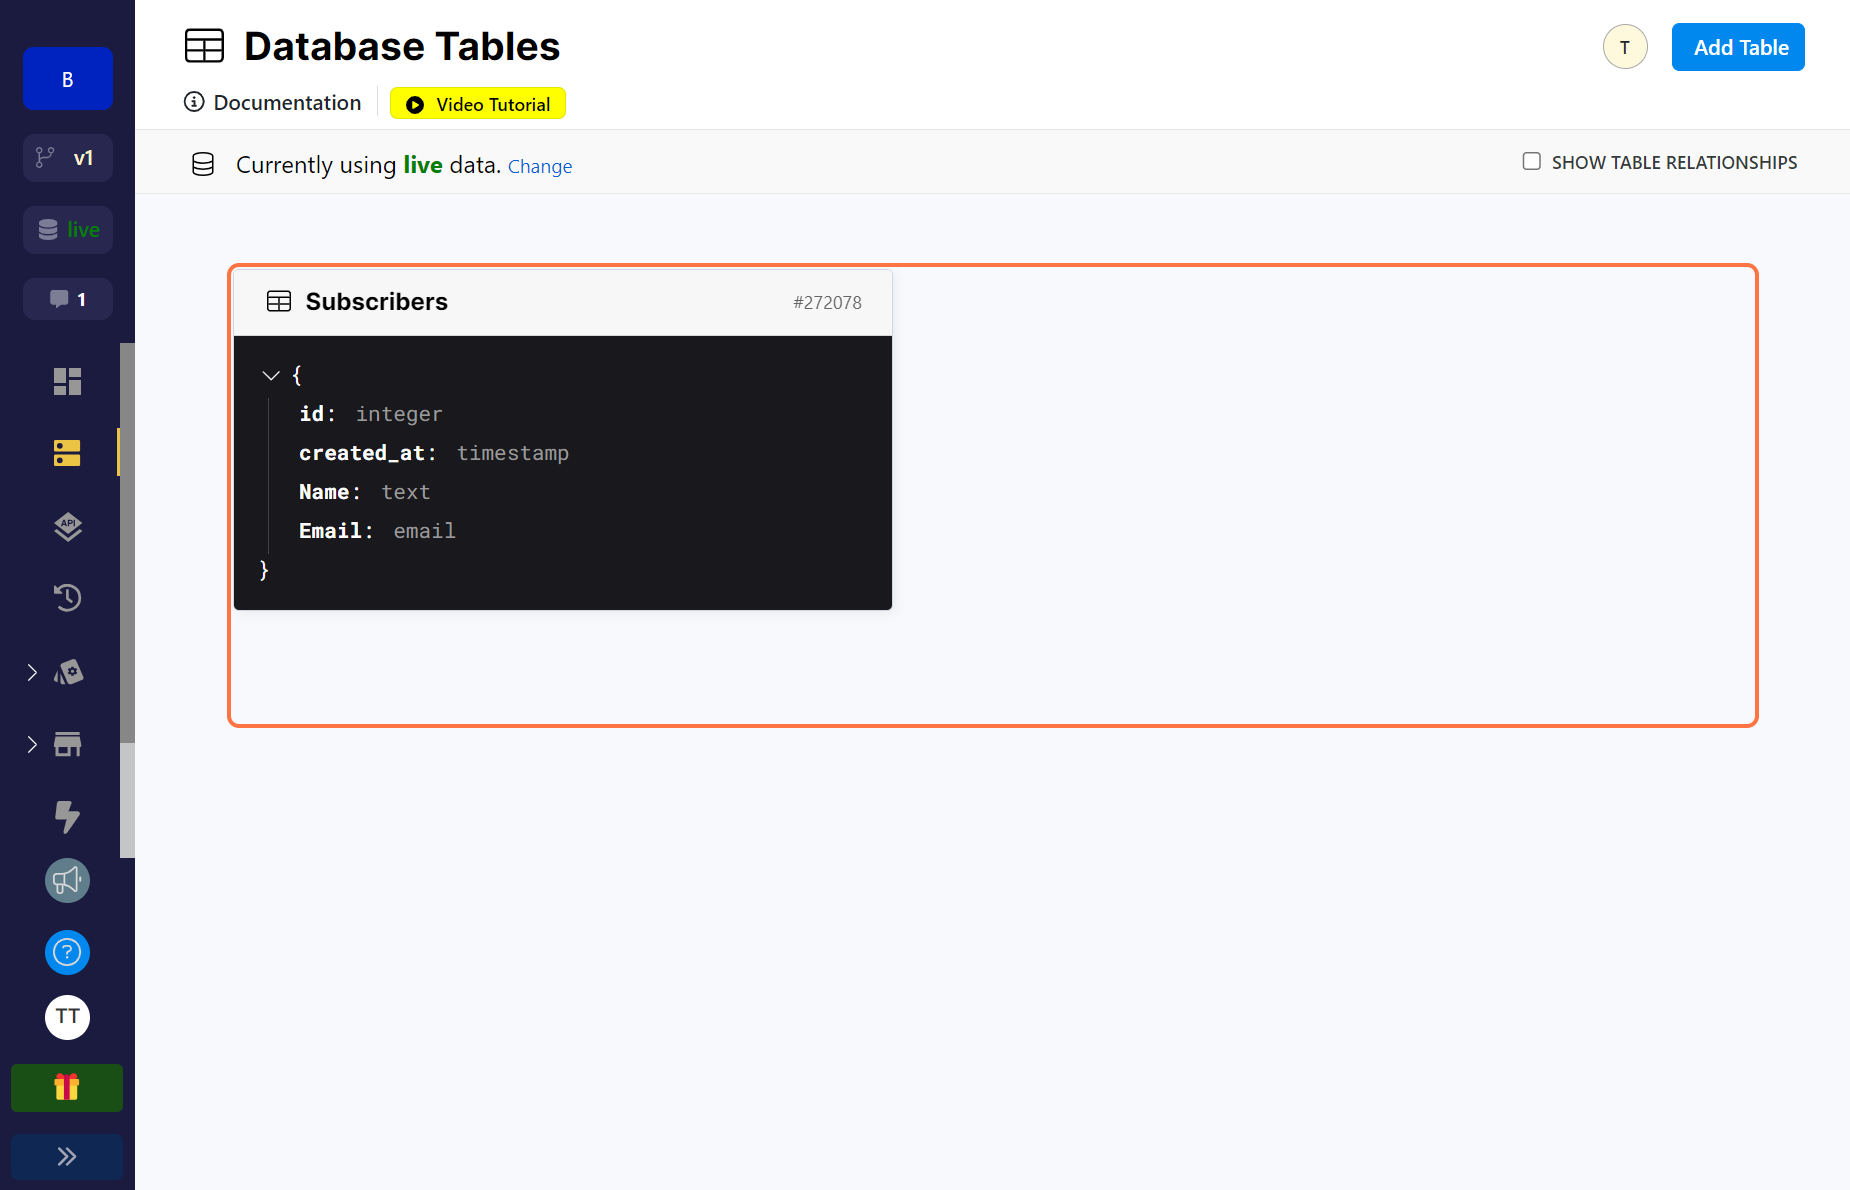 B
v1
live
1
API
?
TT
Database Tables
T
Add Table
Documentation
Video Tutorial
Currently using live data. Change
SHOW TABLE RELATIONSHIPS
Subscribers
#272078
{
id: integer
created_at: timestamp
Name: text
Email: email
}